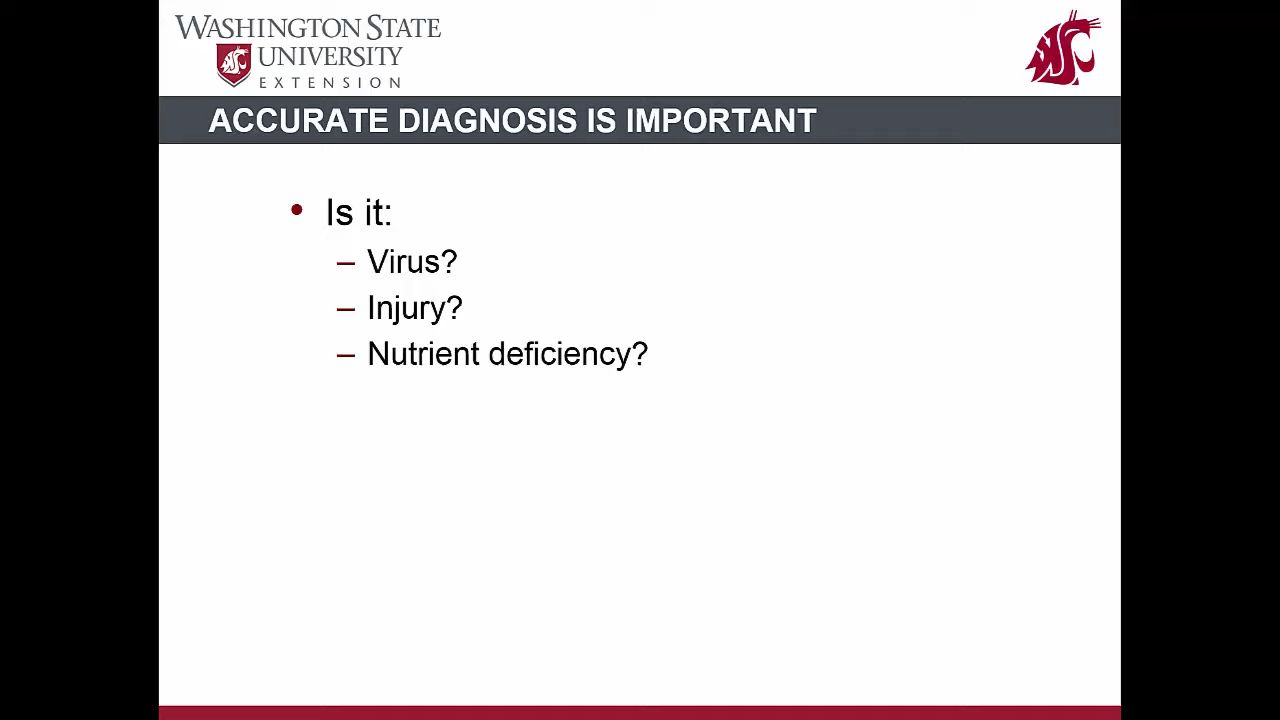 WASHINGTON STATE
UNIVERSITY
EXTENSION
ACCURATE DIAGNOSIS IS IMPORTANT
• Is it:
– Virus?
– Injury?
– Nutrient deficiency?